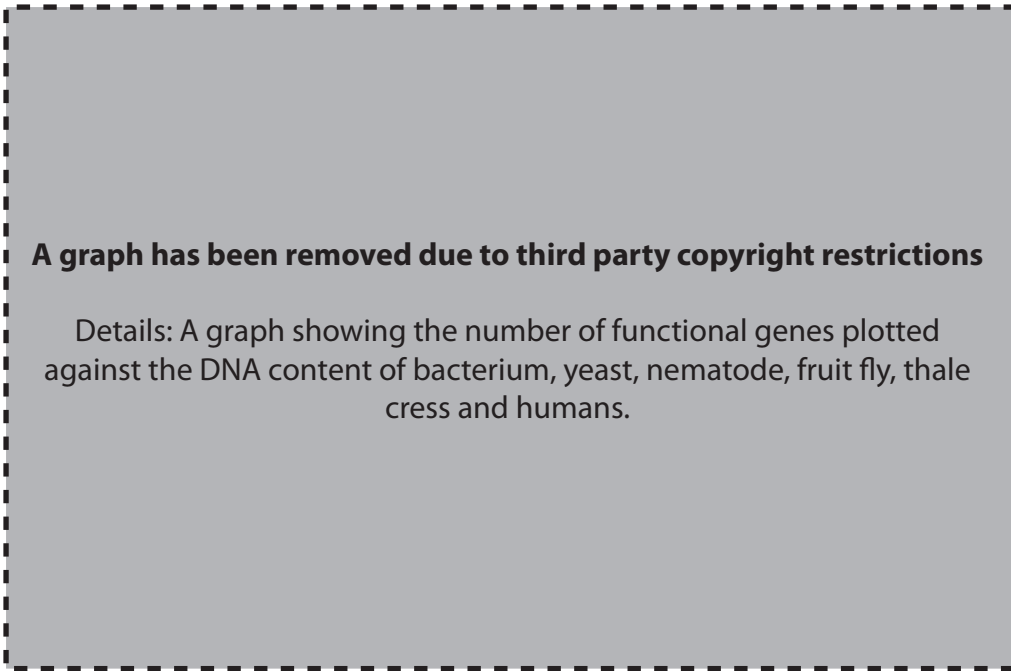 A graph has been removed due to third party copyright restrictions
Details: A graph showing the number of functional genes plotted
against the DNA content of bacterium, yeast, nematode, fruit fly, thale
cress and humans.